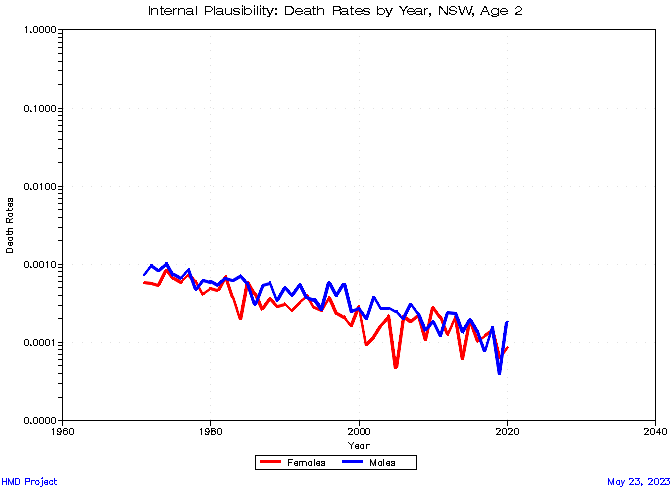 Internal Plausibility: Death Rates by Year, NSW, Age 2
1.0000
0.1000
0.0100
0.0010
0.0001
0.0000
Death Rates
1960
1980
2000
2020
2040
Year
Females
Males
HMD Project
May 23, 2023